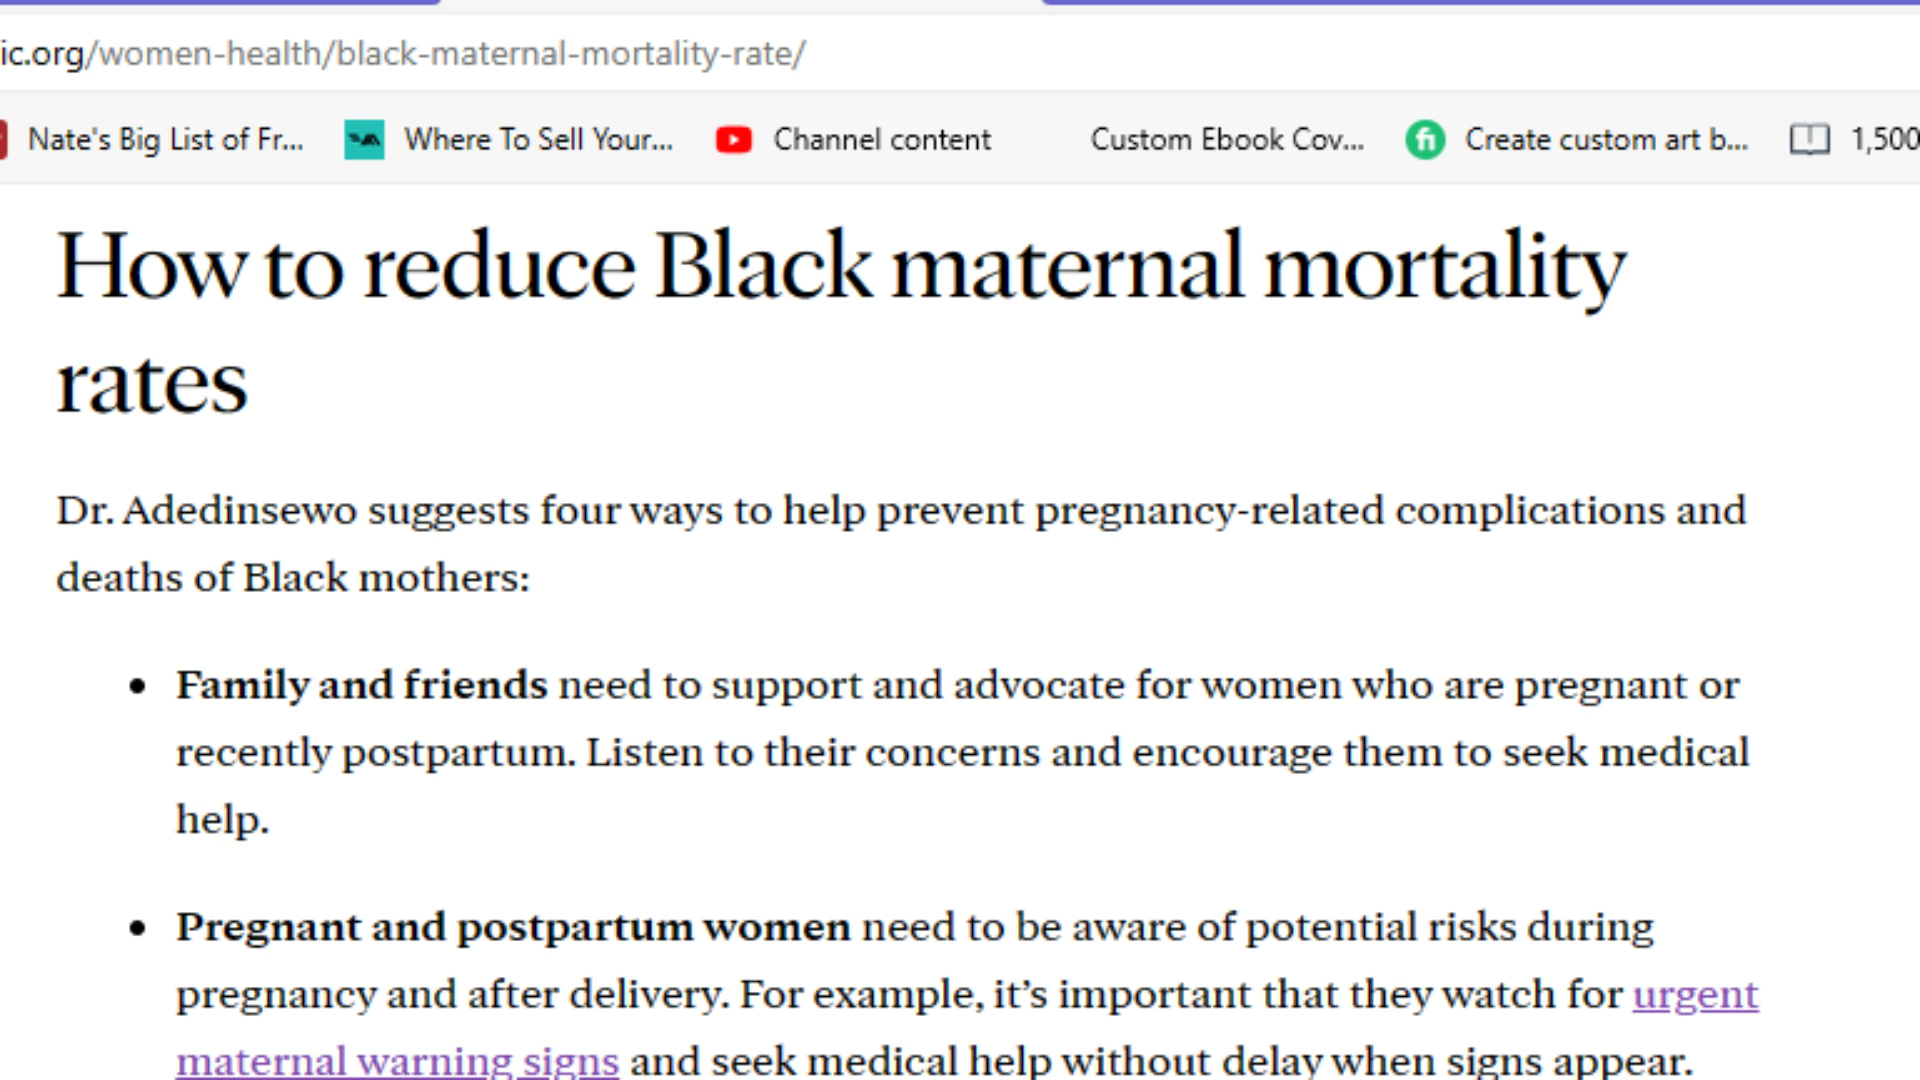 ic.org/women-health/black-maternal-mortality-rate/
Nate's Big List of Fr... Where To Sell Your... Channel content Custom Ebook Cov... fi Create custom art b... 1,500
How to reduce Black maternal mortality
rates
Dr. Adedinsewo suggests four ways to help prevent pregnancy-related complications and
deaths of Black mothers:
• Family and friends need to support and advocate for women who are pregnant or
recently postpartum. Listen to their concerns and encourage them to seek medical
help.
• Pregnant and postpartum women need to be aware of potential risks during
pregnancy and after delivery. For example, it’s important that they watch for urgent
maternal warning signs and seek medical help without delay when signs appear.